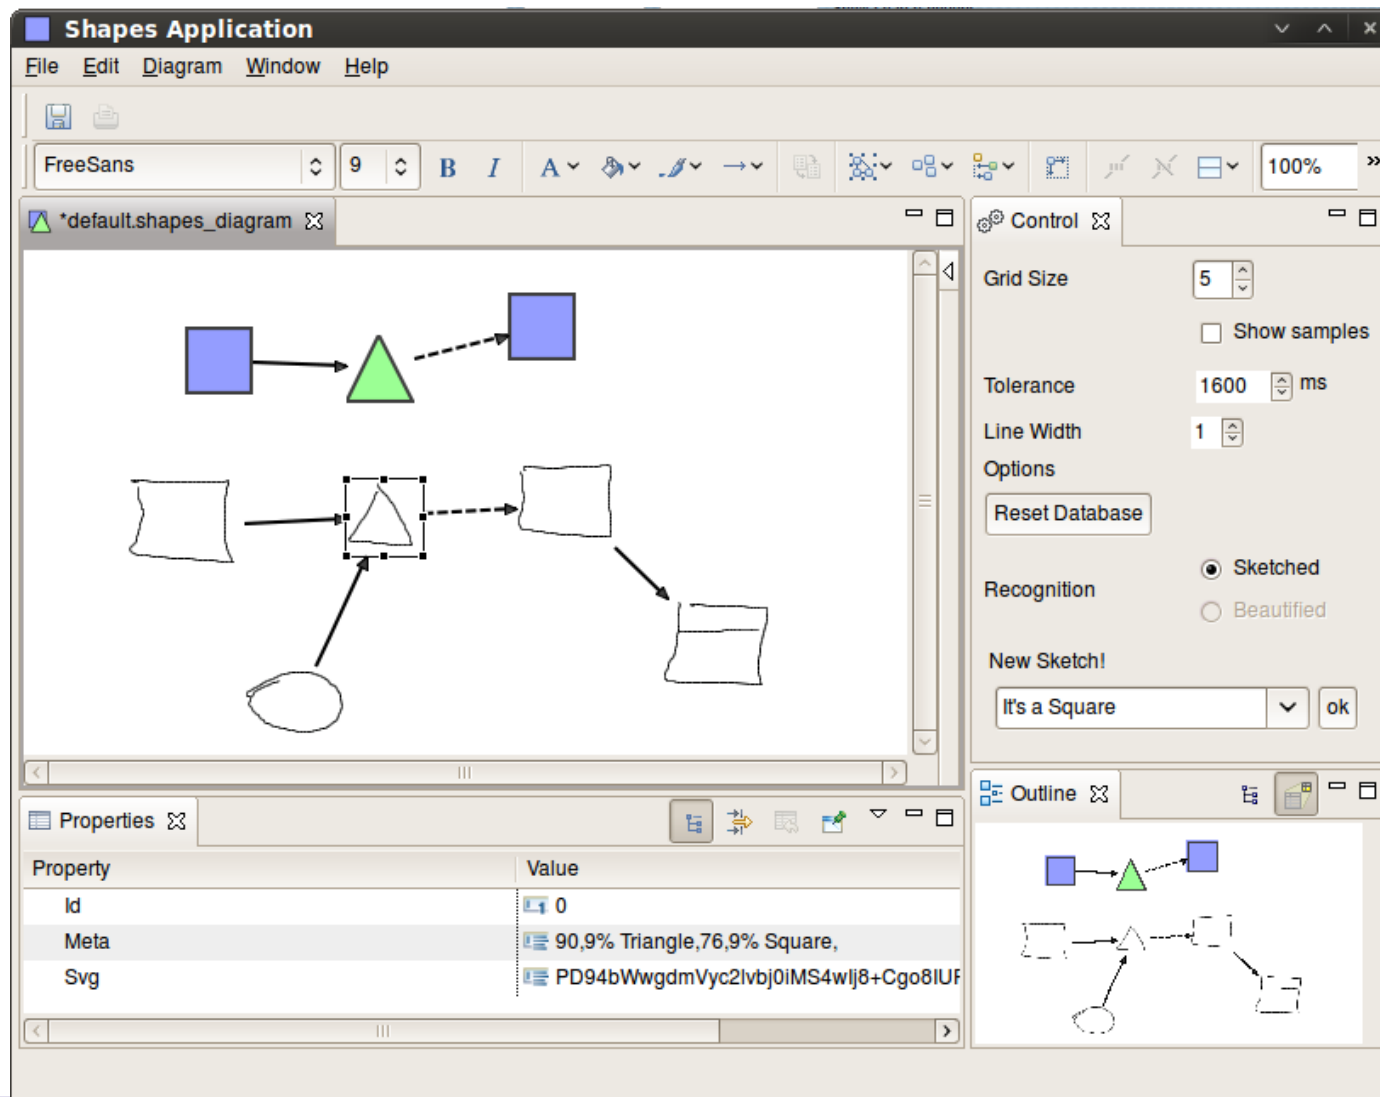 Shapes Application
File Edit Diagram Window Help
FreeSans 9 B I A 100% »
*default.shapes_diagram
Control
Grid Size 5
Show samples
Tolerance 1600 ms
Line Width 1
Options
Reset Database
Recognition
Sketched
Beautified
New Sketch!
It's a Square ok
Outline
Properties
Property Value
Id 0
Meta 90,9% Triangle,76,9% Square,
Svg